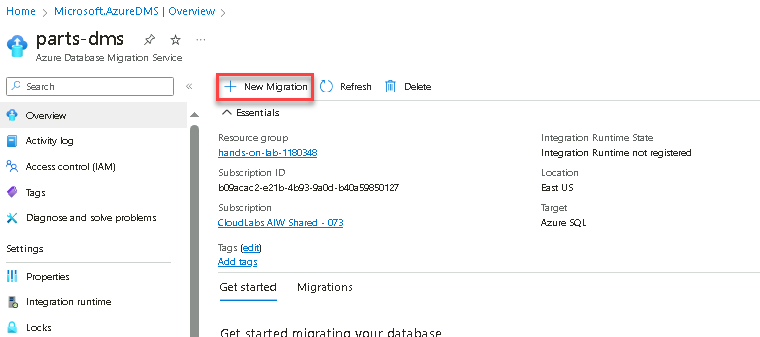 Home > Microsoft.AzureDMS | Overview >
parts-dms
Azure Database Migration Service
Search
New Migration
Refresh
Delete
Overview
Activity log
Access control (IAM)
Tags
Diagnose and solve problems
Settings
Properties
Integration runtime
Locks
Essentials
Resource group
hands-on-lab-1180348
Subscription ID
b09acac2-e21b-4b93-9a0d-b40a59850127
Subscription
CloudLabs AIW Shared - 073
Integration Runtime State
Integration Runtime not registered
Location
East US
Target
Azure SQL
Tags (edit)
Add tags
Get started Migrations
Get started migrating your database